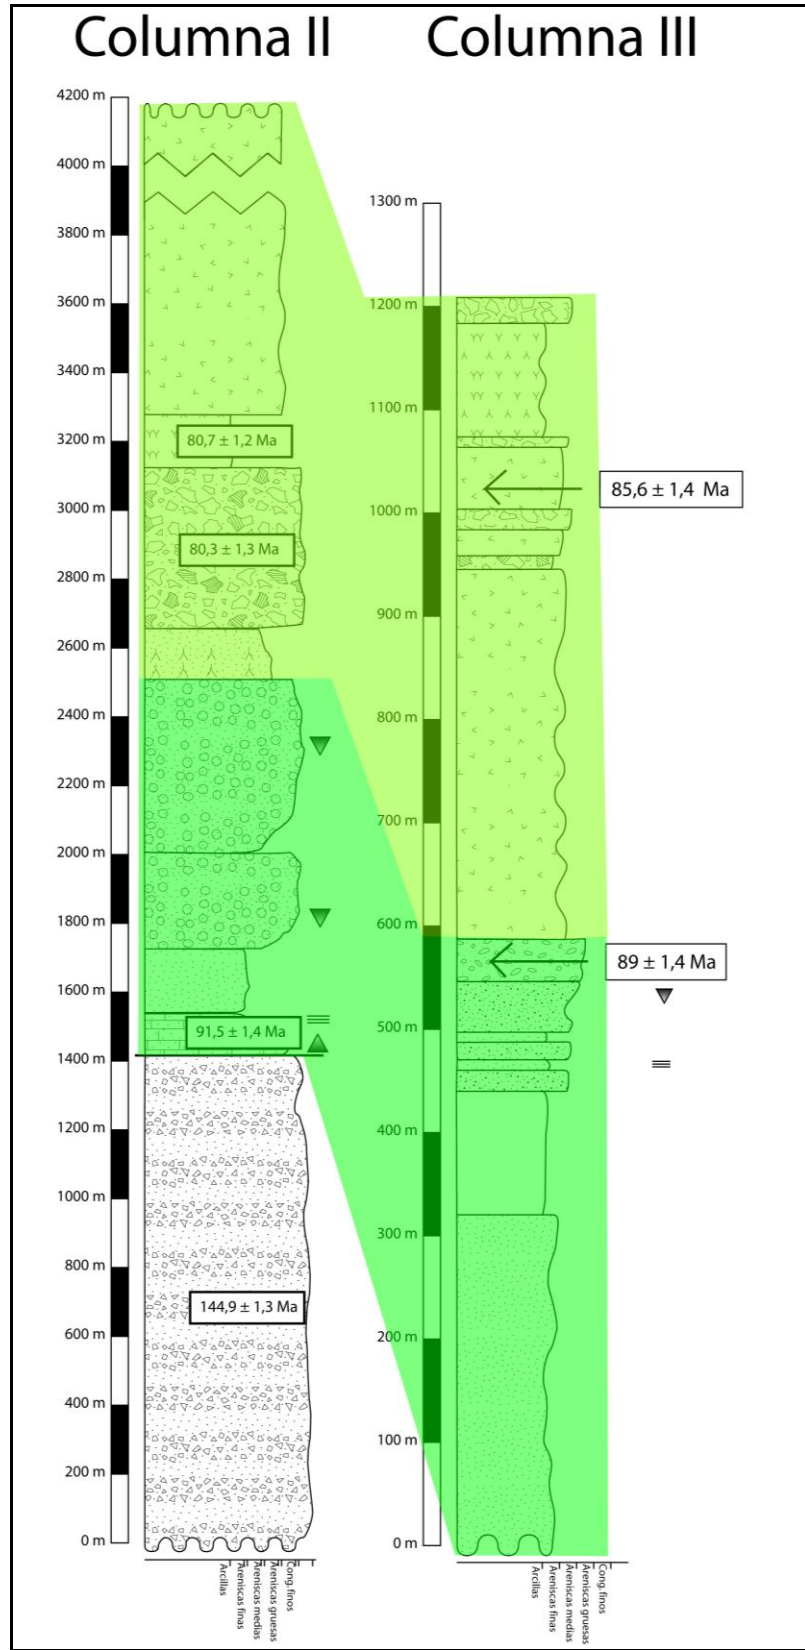 Columna II
Columna III
4200 m
4000 m
3800 m
3600 m
3400 m
3200 m
3000 m
2800 m
2600 m
2400 m
2200 m
2000 m
1800 m
1600 m
1400 m
1200 m
1000 m
800 m
600 m
400 m
200 m
0 m
80,7 ± 1,2 Ma
80,3 ± 1,3 Ma
91,5 ± 1,4 Ma
144,9 ± 1,3 Ma
Arcillas
Areniscas finas
Areniscas medias
Areniscas gruesas
Cong.finos
1300 m
1200 m
1100 m
1000 m
900 m
800 m
700 m
600 m
500 m
400 m
300 m
200 m
100 m
0 m
85,6 ± 1,4 Ma
89 ± 1,4 Ma
Arcillas
Areniscas finas
Areniscas medias
Areniscas gruesas
Cong.finos